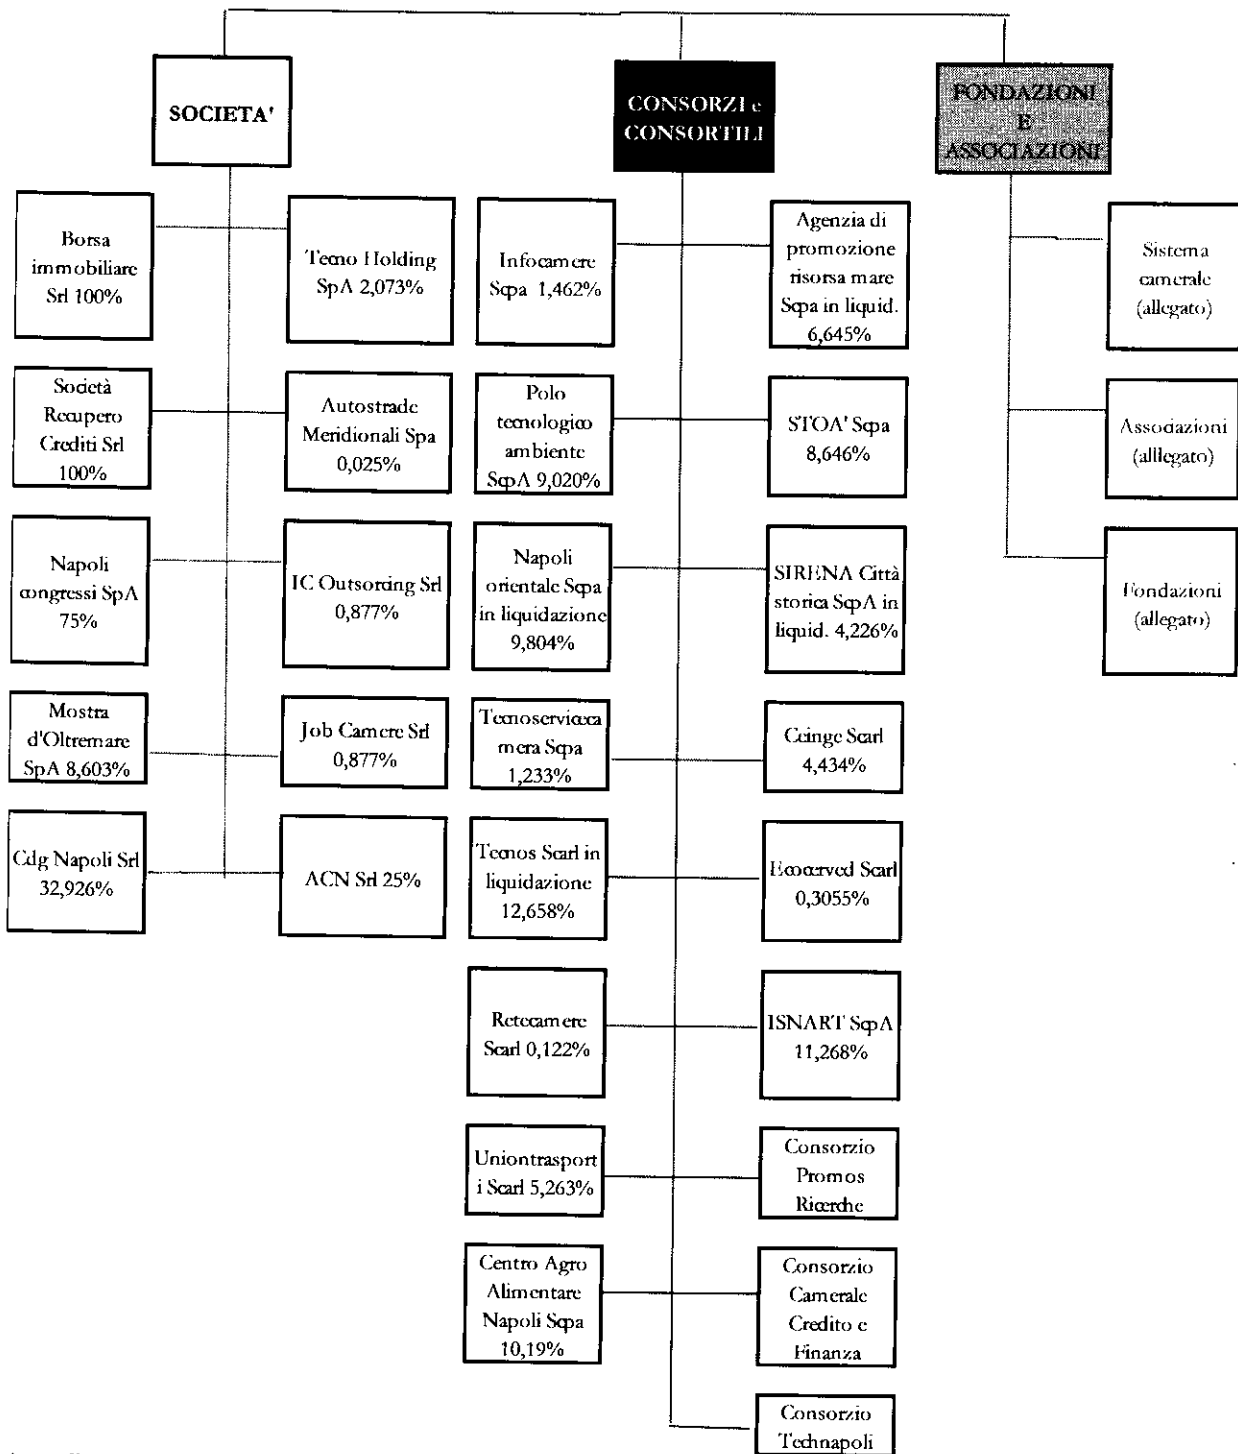 SOCIETA'
CONSORZI e
CONSORTILI
FONDAZIONI
E
ASSOCIAZIONI
Borsa
immobiliare
Srl 100%
Tecno Holding
SpA 2,073%
Infocamere
Scpa 1,462%
Agenzia di
promozione
risorsa mare
Scpa in liquid.
6,645%
Sistema
camerale
(allegato)
Società
Recupero
Crediti Srl
100%
Autostrade
Meridionali Spa
0,025%
Polo
tecnologico
ambiente
ScpA 9,020%
STOA' Scpa
8,646%
Associazioni
(alllegato)
Napoli
congressi SpA
75%
IC Outsorcing Srl
0,877%
Napoli
orientale Scpa
in liquidazione
9,804%
SIRENA Città
storica ScpA in
liquid. 4,226%
Fondazioni
(allegato)
Mostra
d'Oltremare
SpA 8,603%
Job Camere Srl
0,877%
Tecnoserviceca
mera Scpa
1,233%
Ceinge Scarl
4,434%
Cdg Napoli Srl
32,926%
ACN Srl 25%
Tecnos Scarl in
liquidazione
12,658%
Ecocerved Scarl
0,3055%
Retecamere
Scarl 0,122%
ISNART ScpA
11,268%
Uniontrasport
i Scarl 5,263%
Consorzio
Promos
Ricerche
Centro Agro
Alimentare
Napoli Scpa
10,19%
Consorzio
Camerale
Credito e
Finanza
Consorzio
Technapoli